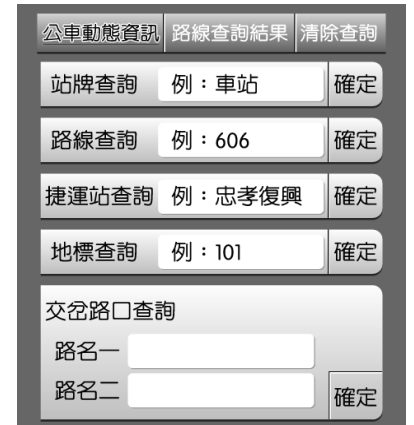 公車動態資訊 路線查詢結果 清除查詢
站牌查詢 例：車站 確定
路線查詢 例：606 確定
捷運站查詢 例：忠孝復興 確定
地標查詢 例：101 確定
交岔路口查詢
路名一
路名二 確定